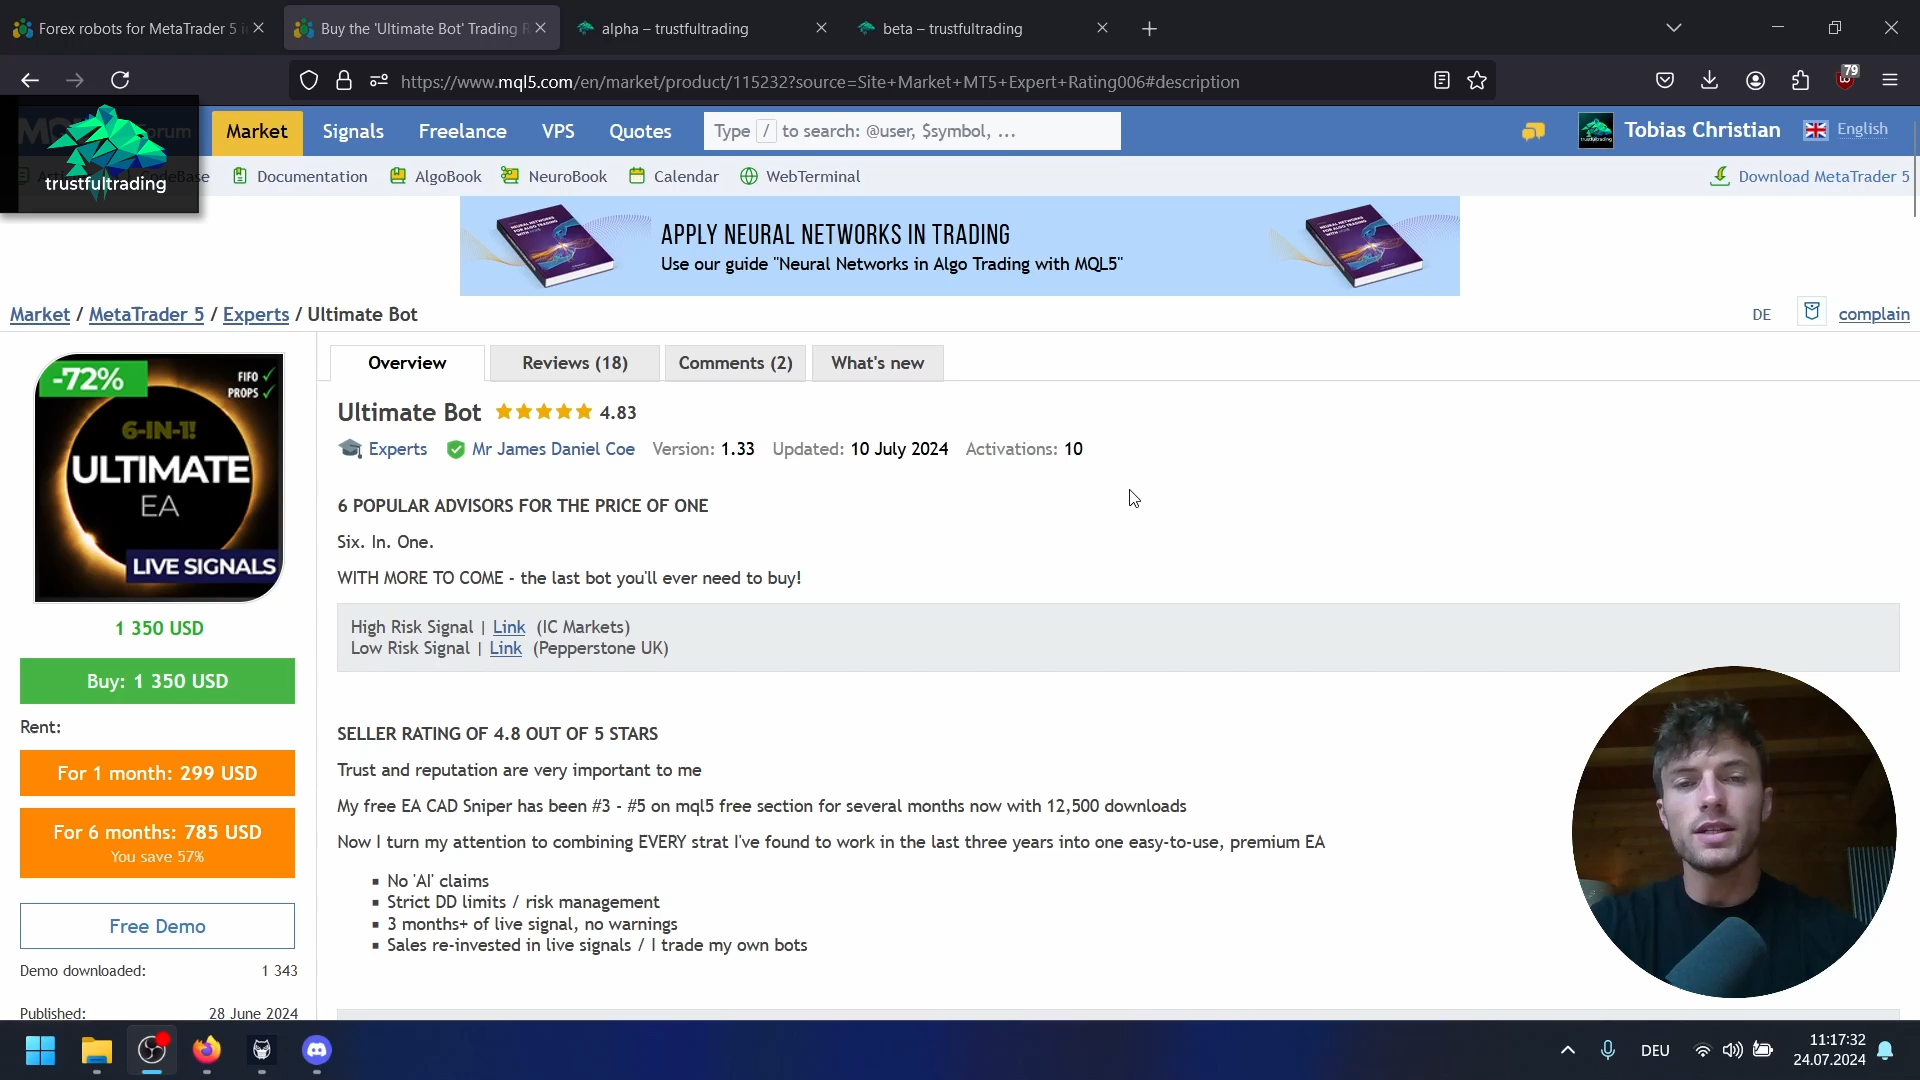 Forex robots for MetaTrader 5 i
Buy the 'Ultimate Bot' Trading R
alpha – trustfultrading
beta – trustfultrading
https://www.mql5.com/en/market/product/115232?source=Site+Market+MT5+Expert+Rating006#description
79
Forum
Market
Signals
Freelance
VPS
Quotes
Type / to search: @user, $symbol, ...
Tobias Christian
English
trustfultrading
CodeBase
Documentation
AlgoBook
NeuroBook
Calendar
WebTerminal
Download MetaTrader 5
APPLY NEURAL NETWORKS IN TRADING
Use our guide "Neural Networks in Algo Trading with MQL5"
Market / MetaTrader 5 / Experts / Ultimate Bot
DE
complain
-72%
FIFO ✓
PROPS ✓
6-IN-1!
ULTIMATE
EA
LIVE SIGNALS
1 350 USD
Buy: 1 350 USD
Rent:
For 1 month: 299 USD
For 6 months: 785 USD
You save 57%
Free Demo
Demo downloaded: 1 343
Published: 28 June 2024
Overview
Reviews (18)
Comments (2)
What's new
Ultimate Bot 4.83
Experts Mr James Daniel Coe Version: 1.33 Updated: 10 July 2024 Activations: 10
6 POPULAR ADVISORS FOR THE PRICE OF ONE
Six. In. One.
WITH MORE TO COME - the last bot you'll ever need to buy!
High Risk Signal | Link (IC Markets)
Low Risk Signal | Link (Pepperstone UK)
SELLER RATING OF 4.8 OUT OF 5 STARS
Trust and reputation are very important to me
My free EA CAD Sniper has been #3 - #5 on mql5 free section for several months now with 12,500 downloads
Now I turn my attention to combining EVERY strat I've found to work in the last three years into one easy-to-use, premium EA
▪ No 'AI' claims
▪ Strict DD limits / risk management
▪ 3 months+ of live signal, no warnings
▪ Sales re-invested in live signals / I trade my own bots
DEU
11:17:32
24.07.2024